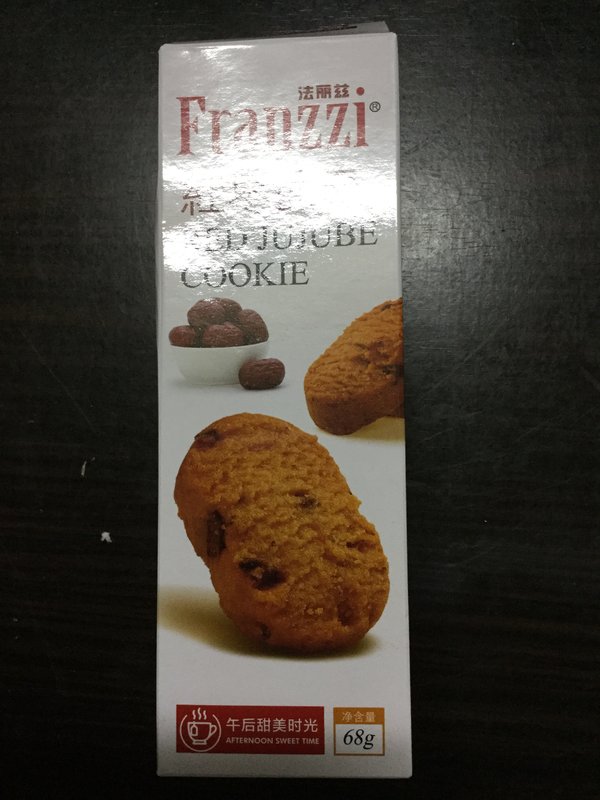 法丽兹
Franzzi®
RED JUJUBE
COOKIE
午后甜美时光
AFTERNOON SWEET TIME
净含量
68g